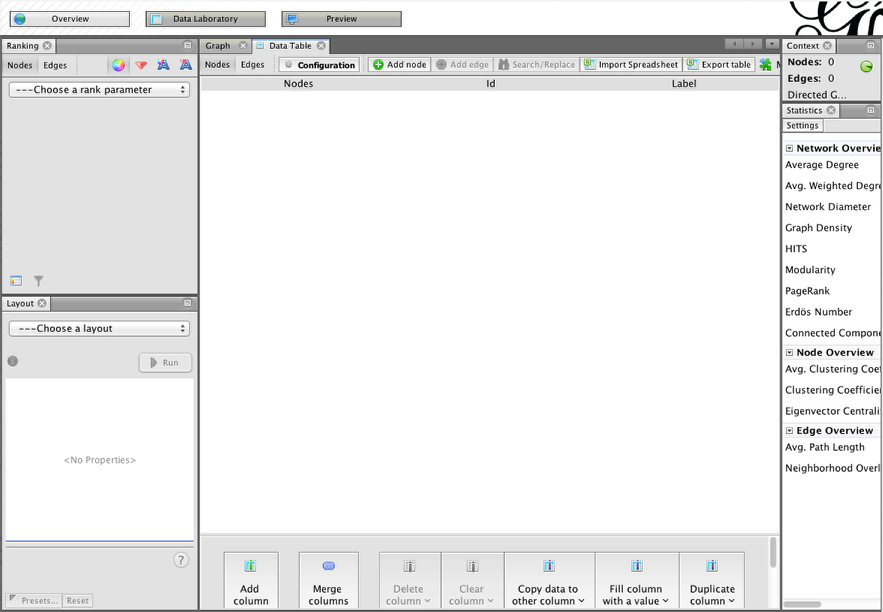 Overview
Data Laboratory
Preview
Ranking
Nodes Edges
---Choose a rank parameter
Layout
---Choose a layout
Run
<No Properties>
?
Presets... Reset
Graph Data Table
Nodes Edges Configuration Add node Add edge Search/Replace Import Spreadsheet Export table M
Nodes Id Label
Add
column
Merge
columns
Delete
column
Clear
column
Copy data to
other column
Fill column
with a value
Duplicate
column
Context
Nodes: 0
Edges: 0
Directed G...
Statistics
Settings
Network Overvie
Average Degree
Avg. Weighted Degre
Network Diameter
Graph Density
HITS
Modularity
PageRank
Erdös Number
Connected Compone
Node Overview
Avg. Clustering Coef
Clustering Coefficie
Eigenvector Centrali
Edge Overview
Avg. Path Length
Neighborhood Overl